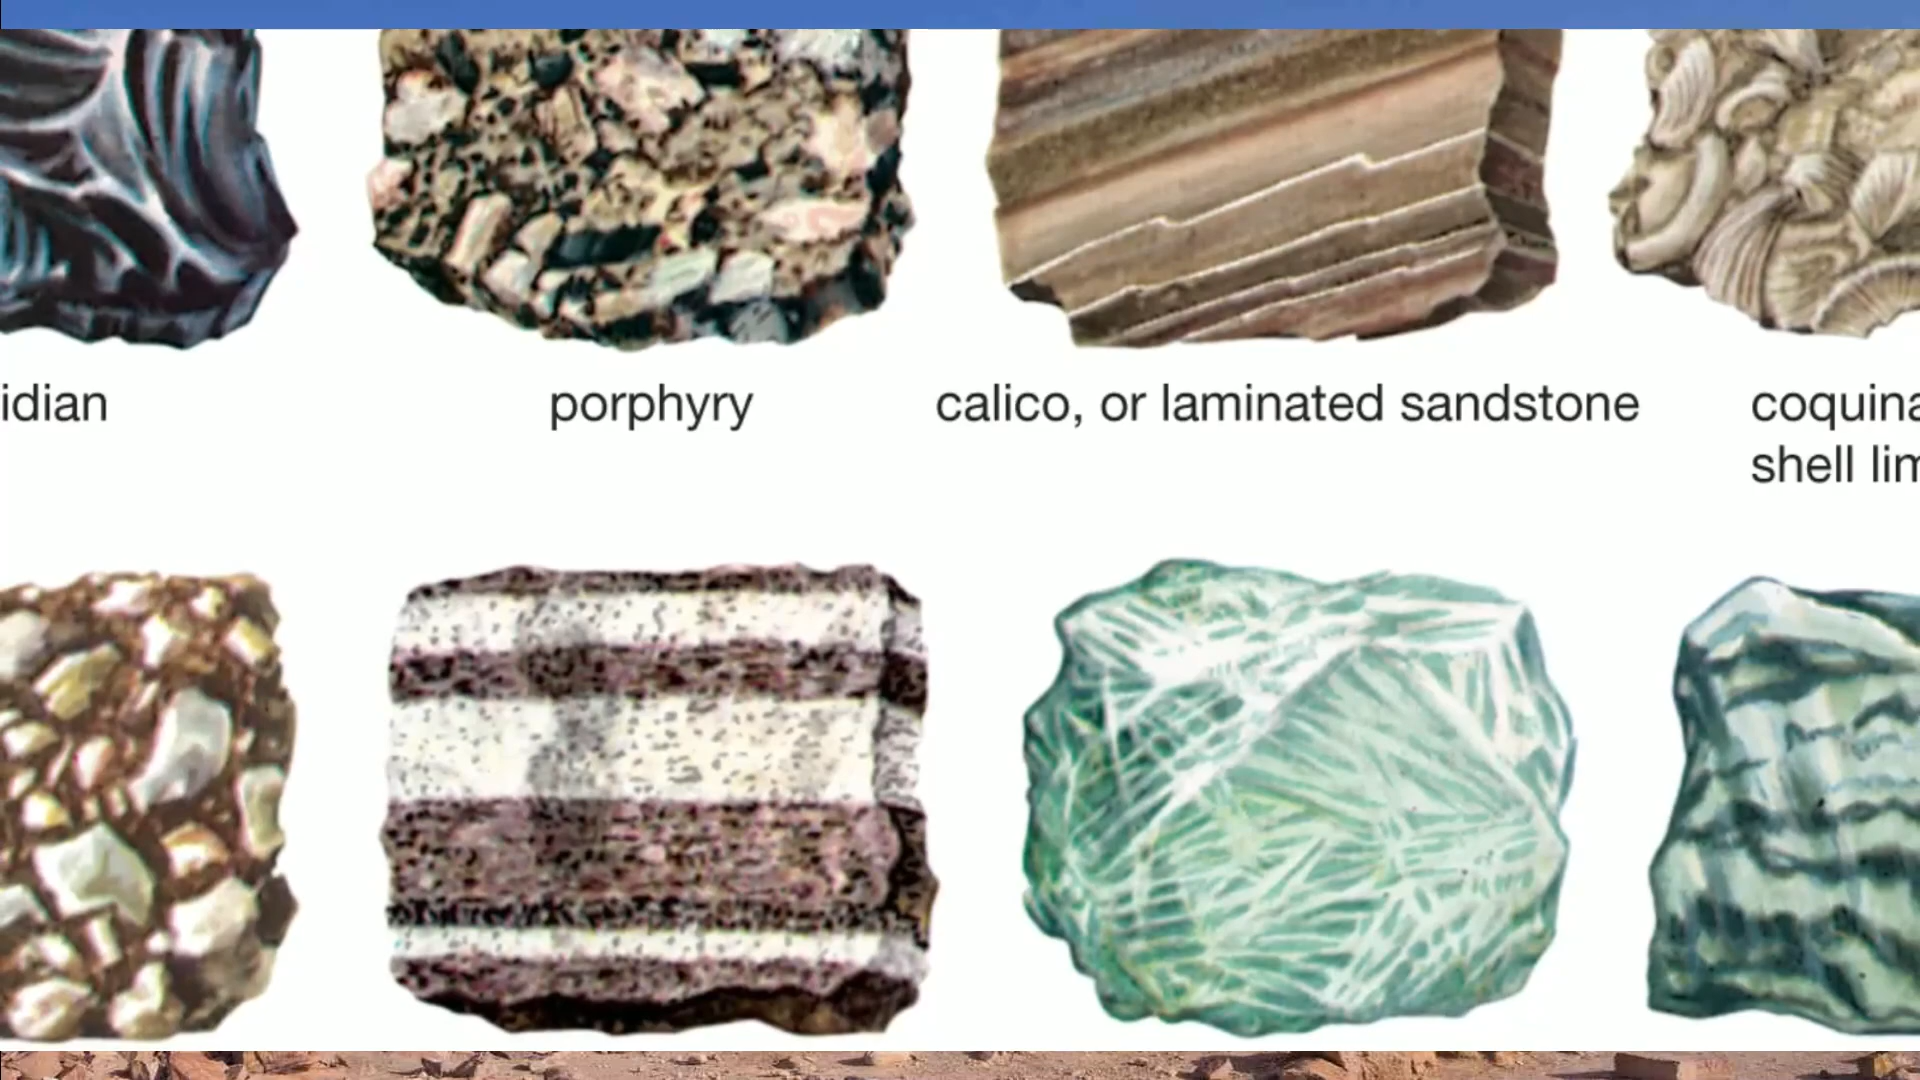 idian
porphyry
calico, or laminated sandstone
coquina
shell lim